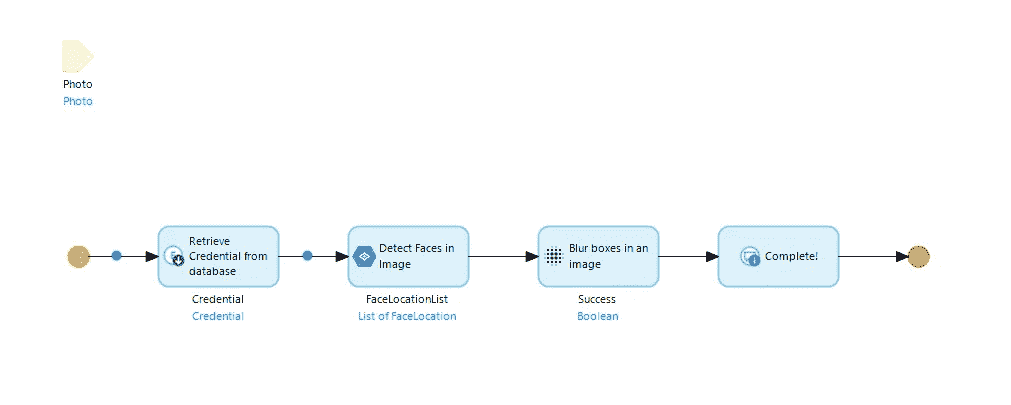 Photo
Photo
Retrieve
Credential from
database
Credential
Credential
Detect Faces in
Image
FaceLocationList
List of FaceLocation
Blur boxes in an
image
Success
Boolean
Complete!